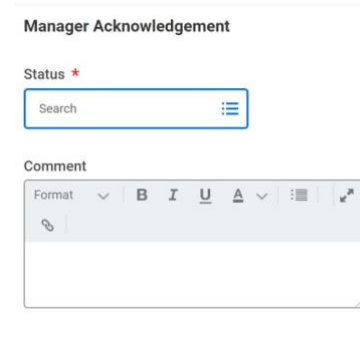 Manager Acknowledgement
Status *
Search
Comment
Format B I U A